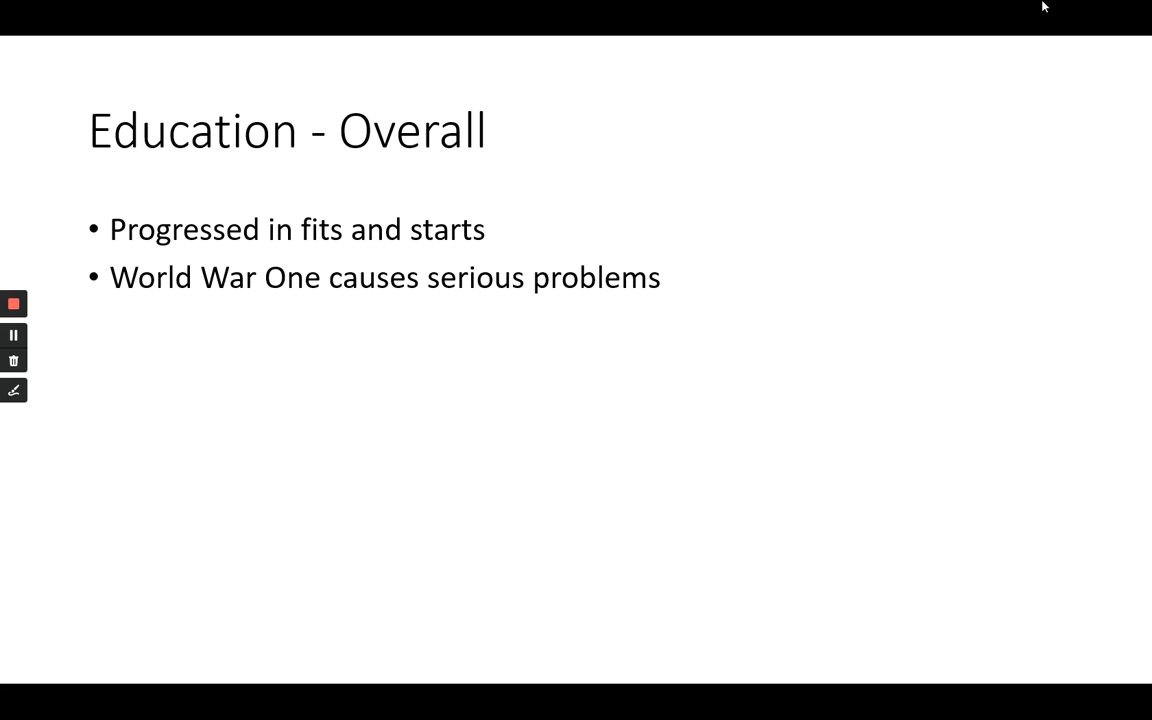 Education - Overall
• Progressed in fits and starts
• World War One causes serious problems